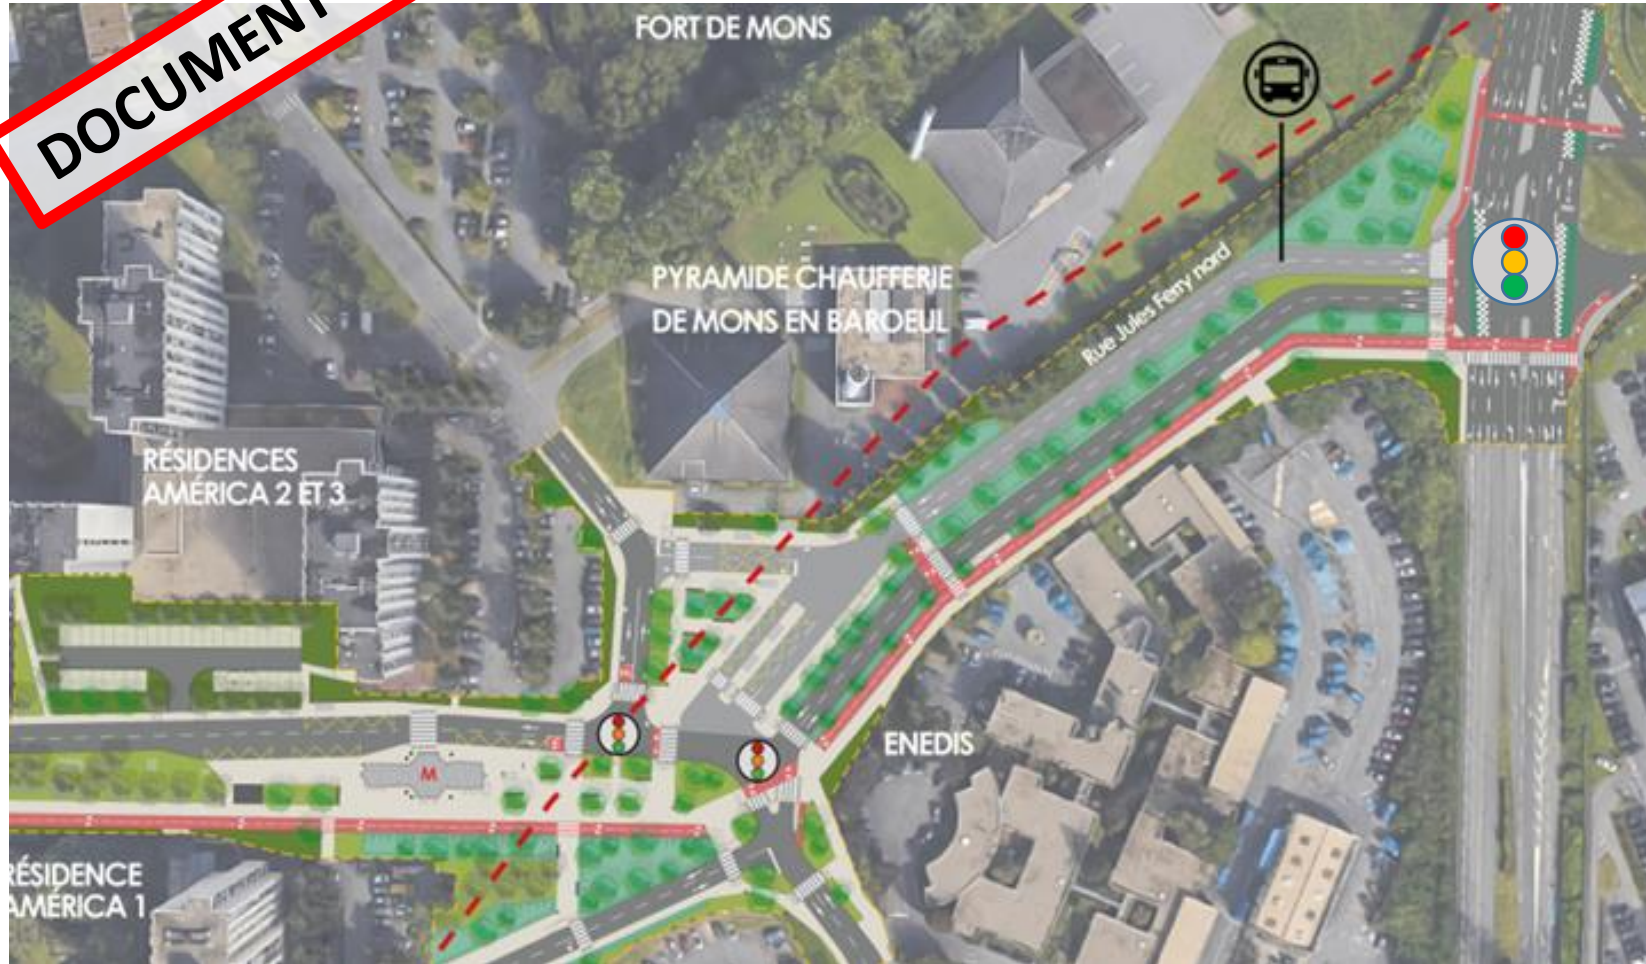 DOCUMENT
FORT DE MONS
PYRAMIDE CHAUFFERIE
DE MONS EN BAROEUL
Rue Jules Ferry nord
RÉSIDENCES
AMÉRICA 2 ET 3
M
ENEDIS
RÉSIDENCE
AMÉRICA 1